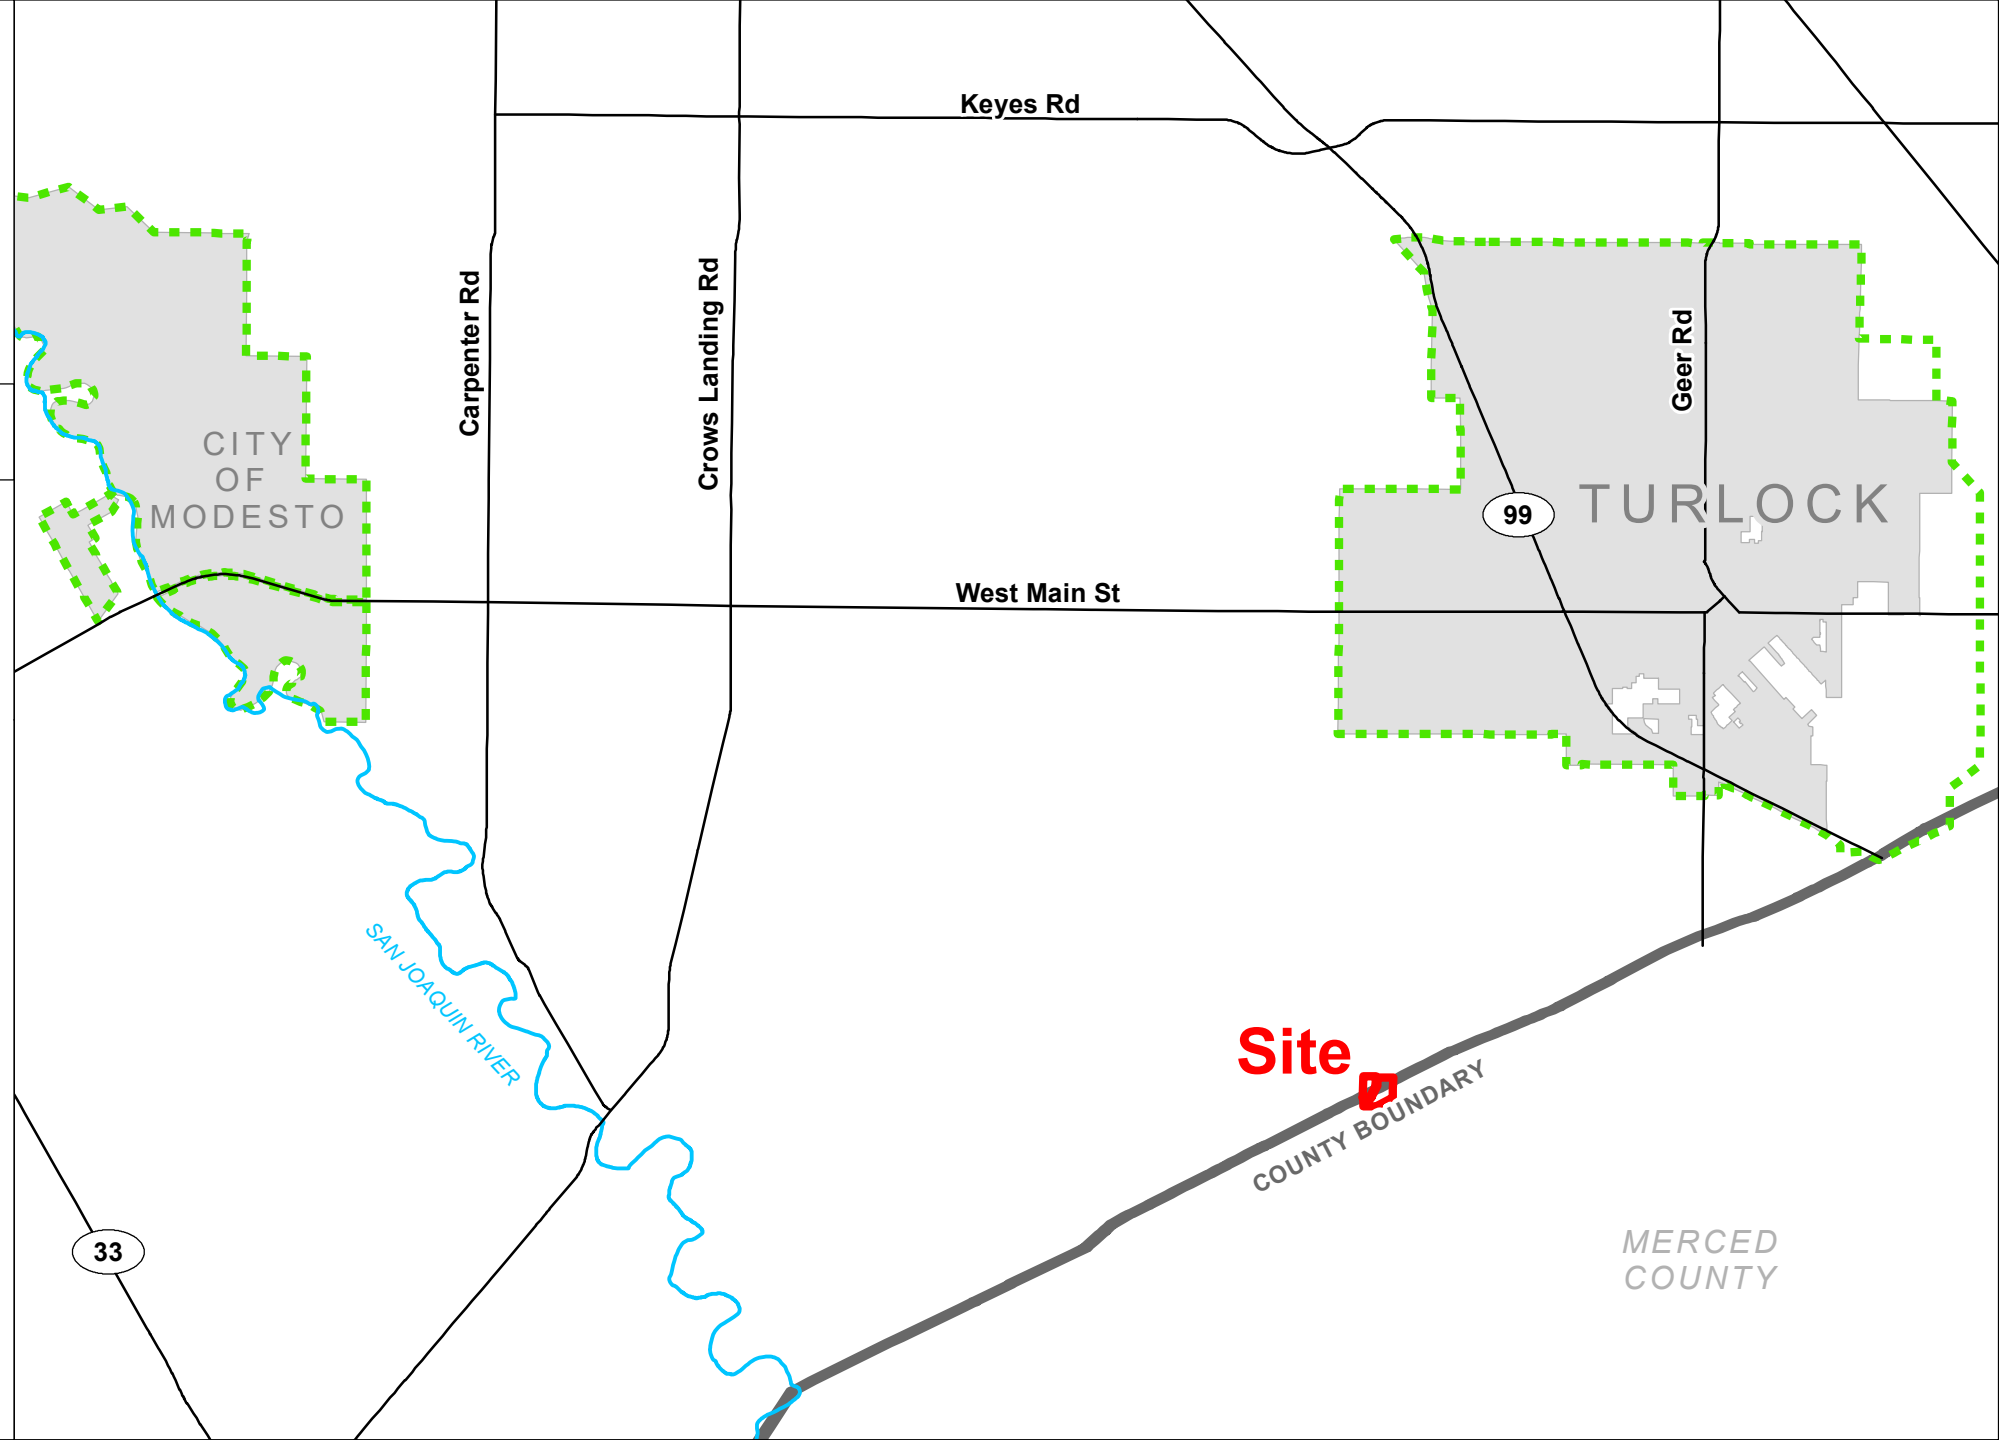 Keyes Rd
Carpenter Rd
Crows Landing Rd
Geer Rd
CITY
OF
MODESTO
TURLOCK
99
West Main St
SAN JOAQUIN RIVER
Site
COUNTY BOUNDARY
33
MERCED
COUNTY